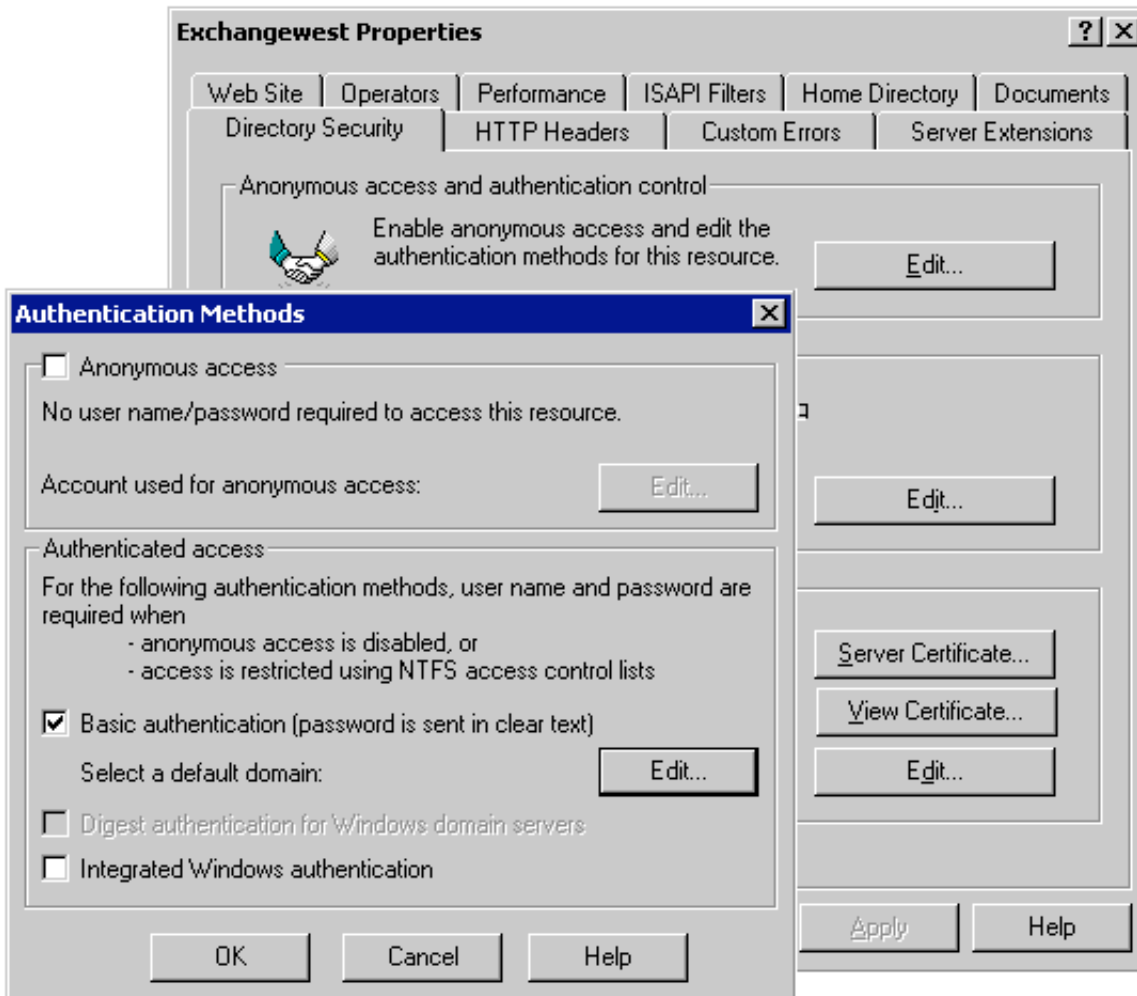 Exchangewest Properties
Web Site
Operators
Performance
ISAPI Filters
Home Directory
Documents
Directory Security
HTTP Headers
Custom Errors
Server Extensions
Anonymous access and authentication control
Enable anonymous access and edit the
authentication methods for this resource.
Edit...
Authentication Methods
Anonymous access
No user name/password required to access this resource.
Account used for anonymous access:
Edit...
Authenticated access
For the following authentication methods, user name and password are
required when
- anonymous access is disabled, or
- access is restricted using NTFS access control lists
Basic authentication (password is sent in clear text)
Select a default domain:
Edit...
Digest authentication for Windows domain servers
Integrated Windows authentication
OK
Cancel
Help
Edit...
Server Certificate...
View Certificate...
Edit...
Apply
Help